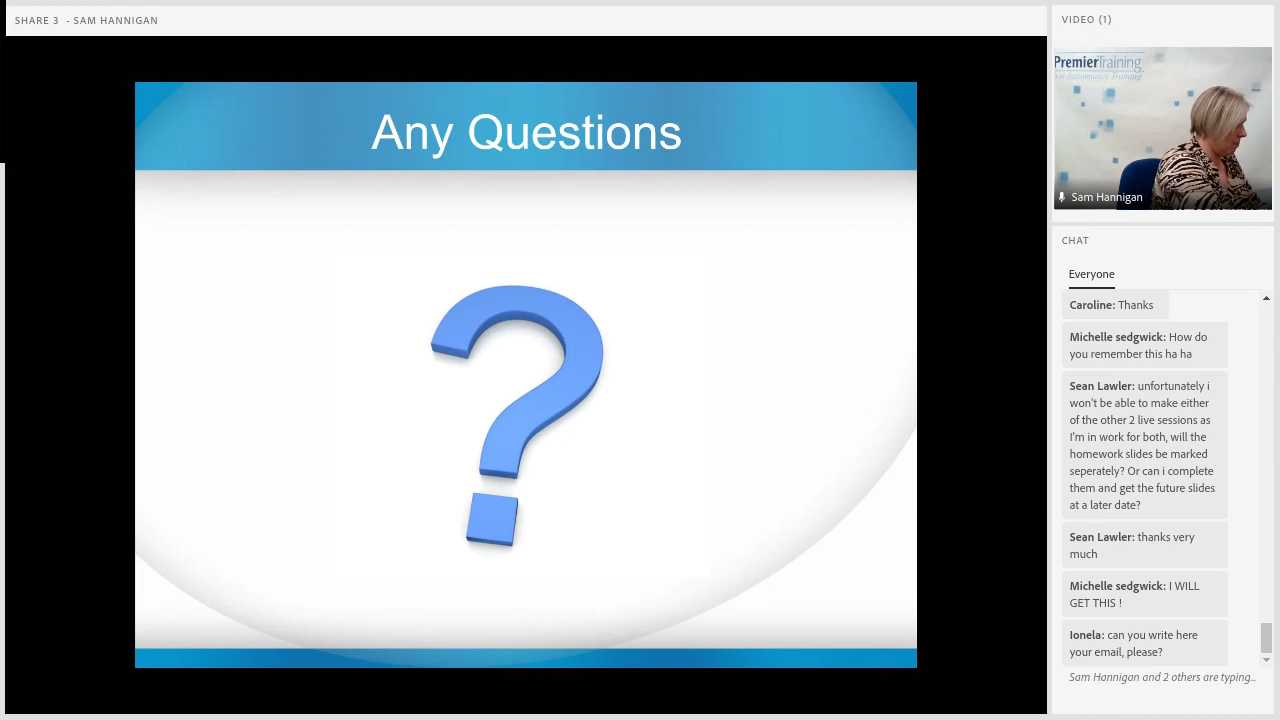 SHARE 3 - SAM HANNIGAN
Any Questions
VIDEO (1)
PremierTraining
Sam Hannigan
CHAT
Everyone
Caroline: Thanks
Michelle sedgwick: How do
you remember this ha ha
Sean Lawler: unfortunately i
won't be able to make either
of the other 2 live sessions as
I'm in work for both, will the
homework slides be marked
seperately? Or can i complete
them and get the future slides
at a later date?
Sean Lawler: thanks very
much
Michelle sedgwick: I WILL
GET THIS !
Ionela: can you write here
your email, please?
Sam Hannigan and 2 others are typing...